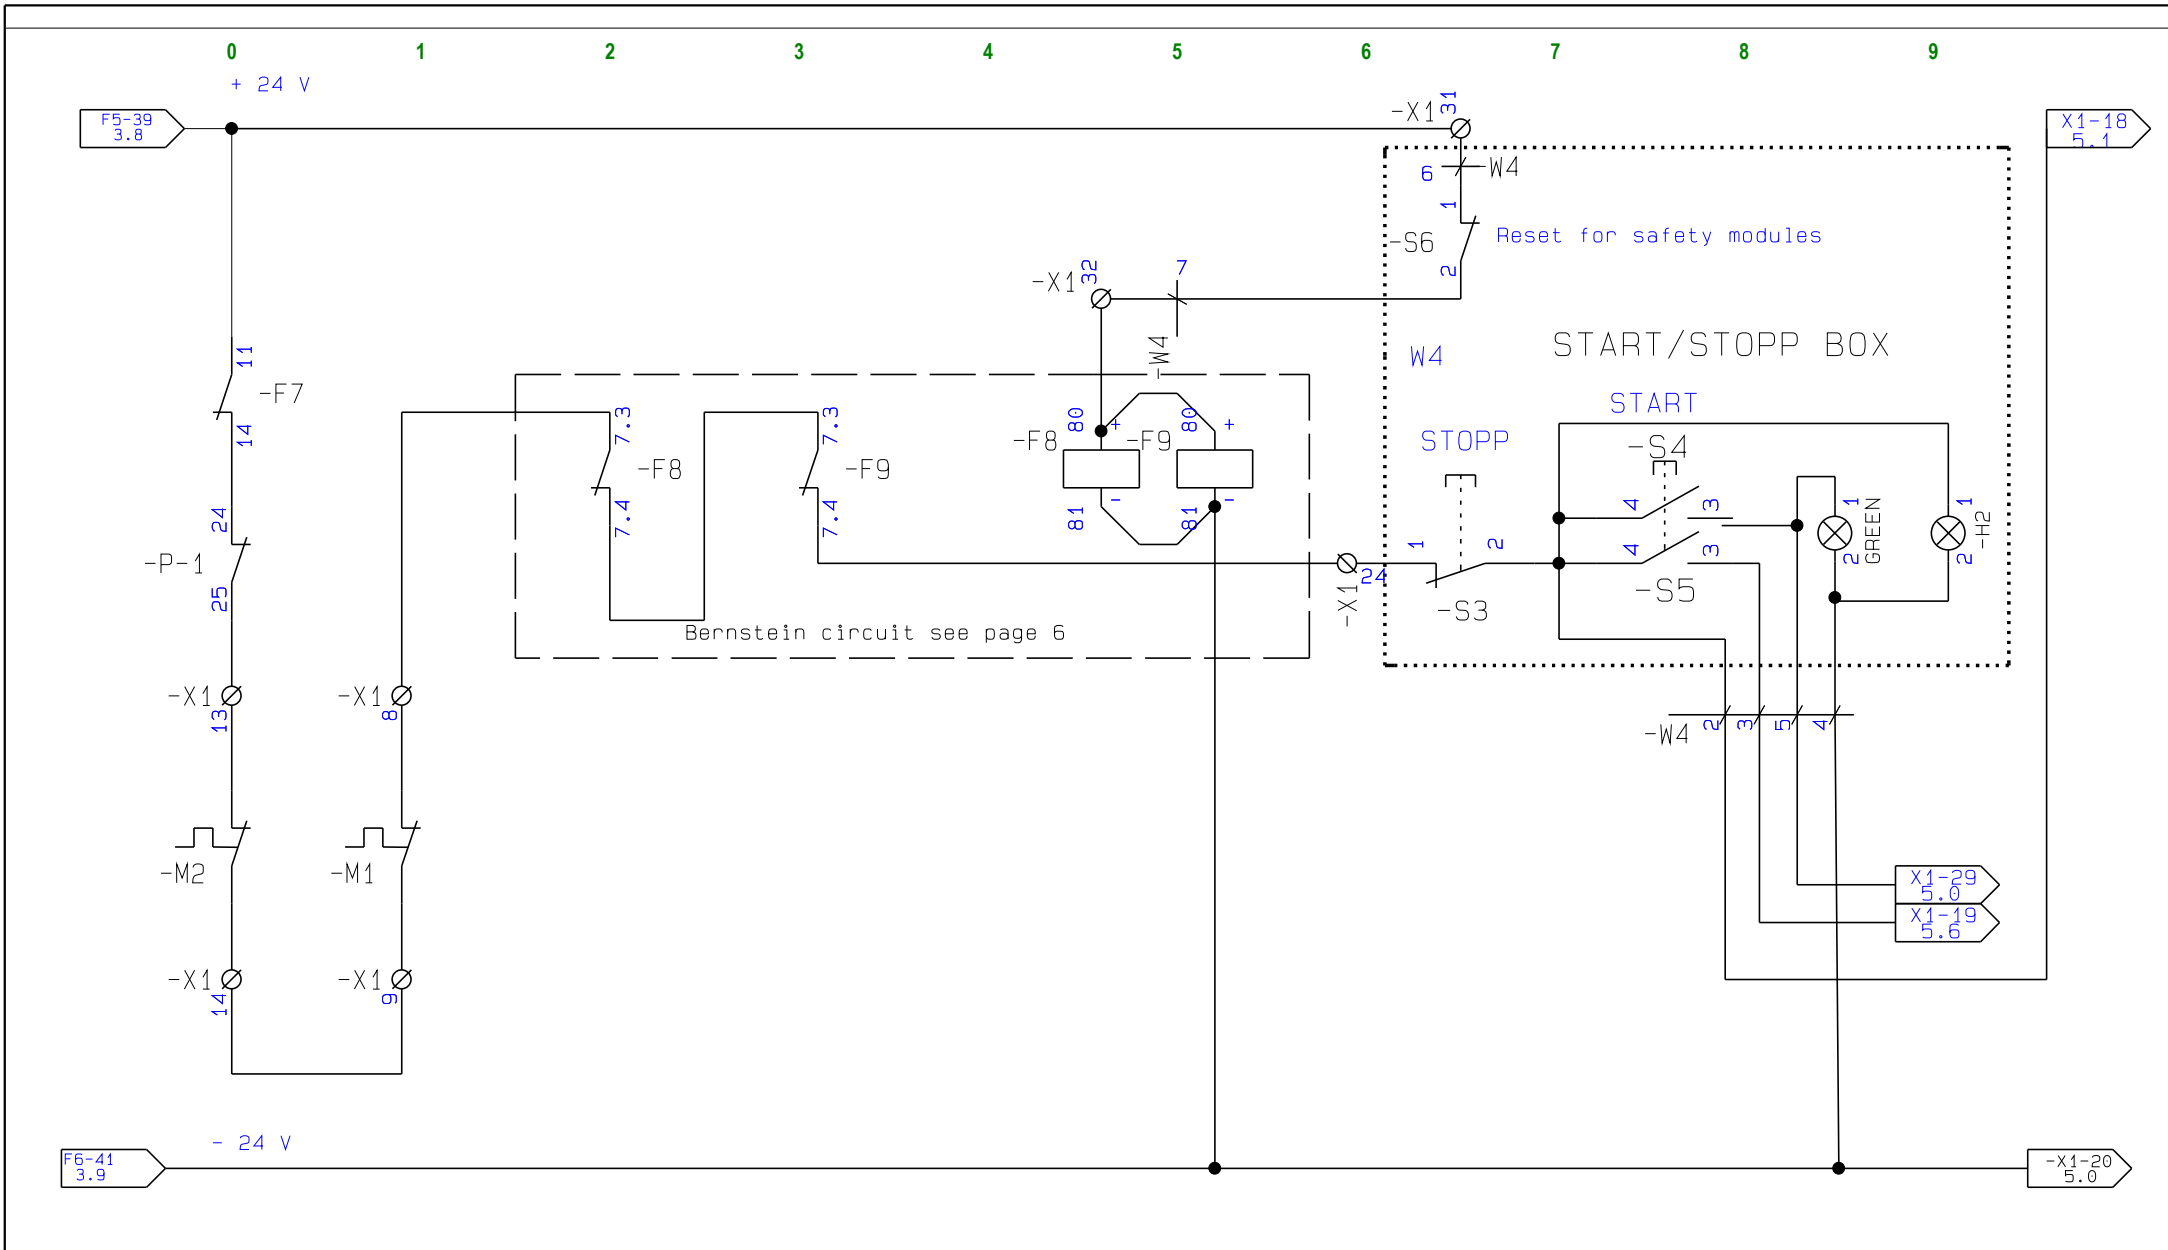 0 1 2 3 4 5 6 7 8 9
+ 24 V
F5-39
3.8
-X1 31
X1-18
5.1
6 -W4
1
-S6 Reset for safety modules
2
-X1 32 7
-W4
START/STOPP BOX
W4
11
-F7
14
7.3
-F8
7.4
7.3
-F9
7.4
80 +
-F8
81 -
80 +
-F9
81 -
START
STOPP
-S4
4 3
1 2
-S3
4 3
-S5
1
GREEN
2
1
-H2
2
24
-P-1
25
-X1 24
Bernstein circuit see page 6
-X1
13
-X1
8
-W4 2 3 5 4
-M2
-M1
X1-29
5.0
X1-19
5.6
-X1
14
-X1
9
- 24 V
F6-41
3.9
-X1-20
5.0